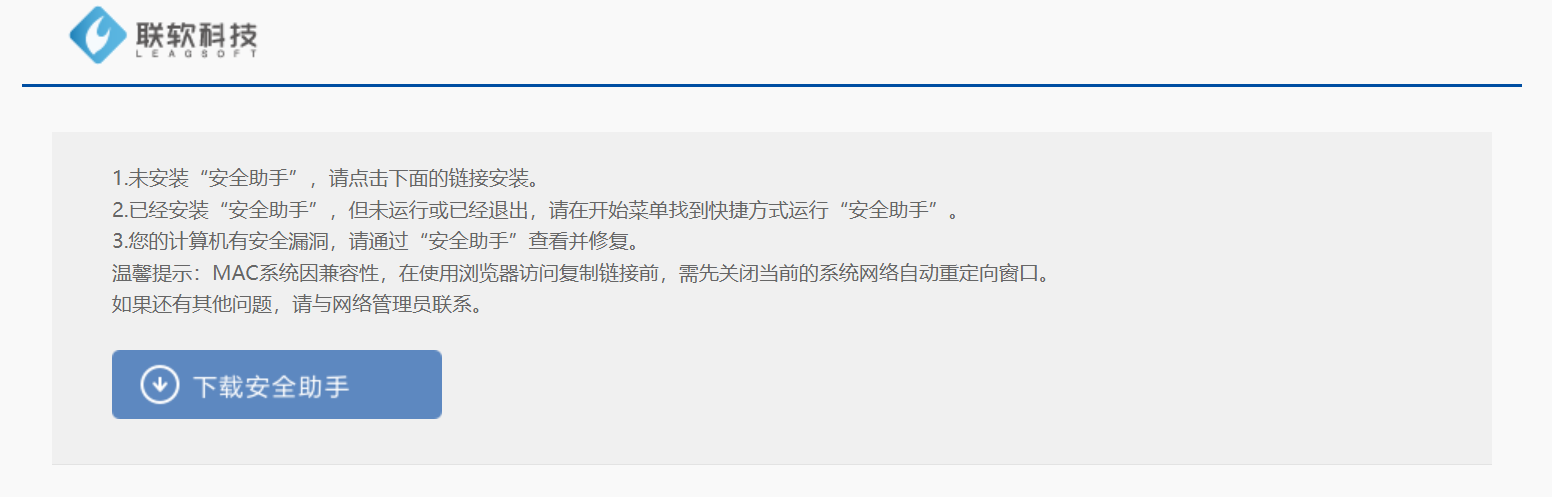 联软科技
LEAGSOFT
1.未安装“安全助手”，请点击下面的链接安装。
2.已经安装“安全助手”，但未运行或已经退出，请在开始菜单找到快捷方式运行“安全助手”。
3.您的计算机有安全漏洞，请通过“安全助手”查看并修复。
温馨提示：MAC系统因兼容性，在使用浏览器访问复制链接前，需先关闭当前的系统网络自动重定向窗口。
如果还有其他问题，请与网络管理员联系。
下载安全助手